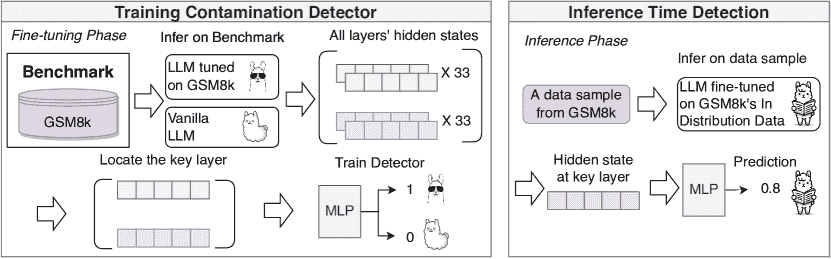 Training Contamination Detector
Fine-tuning Phase
Infer on Benchmark
All layers' hidden states
Benchmark
GSM8k
LLM tuned
on GSM8k
Vanilla
LLM
X 33
X 33
Locate the key layer
Train Detector
MLP
1
0
Inference Time Detection
Inference Phase
Infer on data sample
A data sample
from GSM8k
LLM fine-tuned
on GSM8k's In
Distribution Data
Hidden state
at key layer
MLP
Prediction
0.8